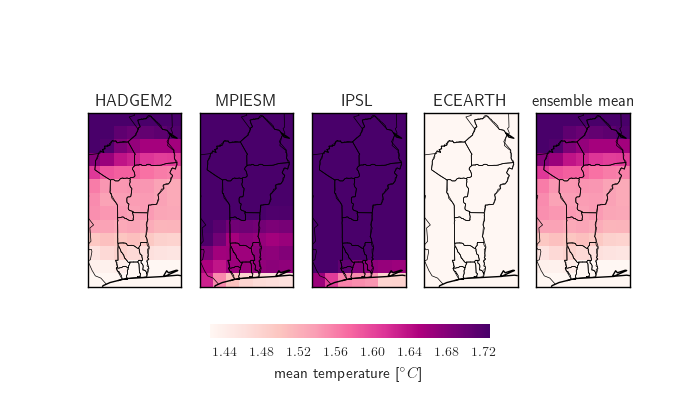 HADGEM2 MPIESM IPSL ECEARTH ensemble mean
1.44 1.48 1.52 1.56 1.60 1.64 1.68 1.72
mean temperature [°C]